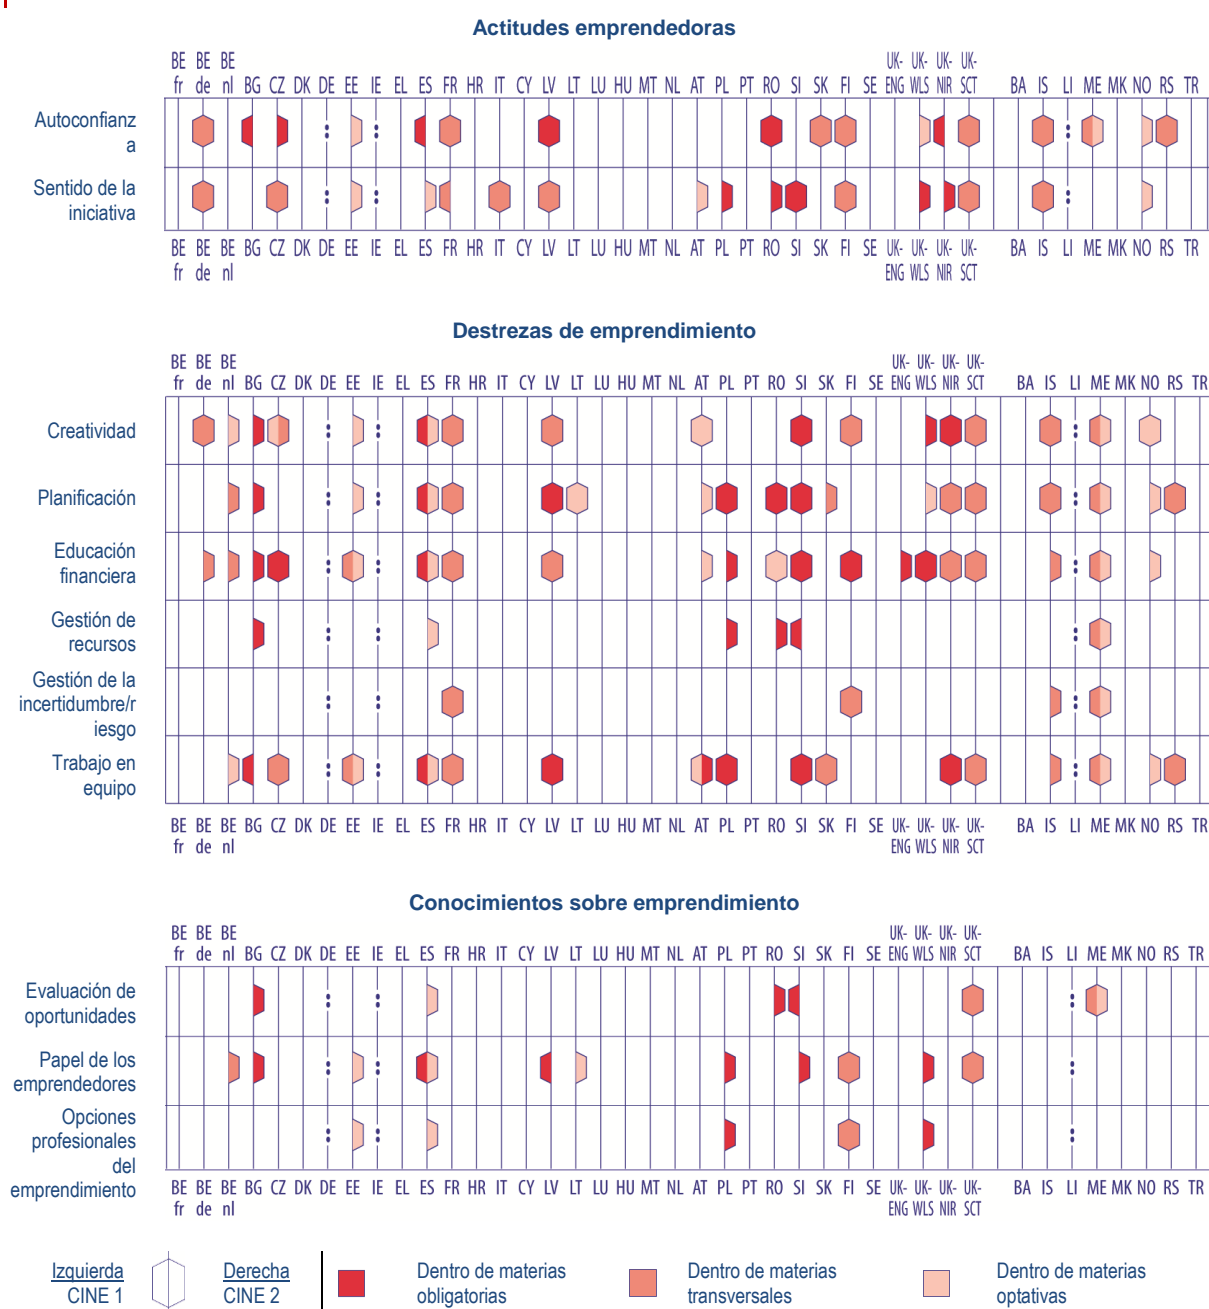 Actitudes emprendedoras
BE BE BE UK- UK- UK- UK-
fr de nl BG CZ DK DE EE IE EL ES FR HR IT CY LV LT LU HU MT NL AT PL PT RO SI SK FI SE ENG WLS NIR SCT BA IS LI ME MK NO RS TR
Autoconfianz
a
Sentido de la
iniciativa
BE BE BE BG CZ DK DE EE IE EL ES FR HR IT CY LV LT LU HU MT NL AT PL PT RO SI SK FI SE UK- UK- UK- UK- BA IS LI ME MK NO RS TR
fr de nl ENG WLS NIR SCT
Destrezas de emprendimiento
BE BE BE UK- UK- UK- UK-
fr de nl BG CZ DK DE EE IE EL ES FR HR IT CY LV LT LU HU MT NL AT PL PT RO SI SK FI SE ENG WLS NIR SCT BA IS LI ME MK NO RS TR
Creatividad
Planificación
Educación
financiera
Gestión de
recursos
Gestión de la
incertidumbre/r
iesgo
Trabajo en
equipo
BE BE BE BG CZ DK DE EE IE EL ES FR HR IT CY LV LT LU HU MT NL AT PL PT RO SI SK FI SE UK- UK- UK- UK- BA IS LI ME MK NO RS TR
fr de nl ENG WLS NIR SCT
Conocimientos sobre emprendimiento
BE BE BE UK- UK- UK- UK-
fr de nl BG CZ DK DE EE IE EL ES FR HR IT CY LV LT LU HU MT NL AT PL PT RO SI SK FI SE ENG WLS NIR SCT BA IS LI ME MK NO RS TR
Evaluación de
oportunidades
Papel de los
emprendedores
Opciones
profesionales
del
emprendimiento
BE BE BE BG CZ DK DE EE IE EL ES FR HR IT CY LV LT LU HU MT NL AT PL PT RO SI SK FI SE UK- UK- UK- UK- BA IS LI ME MK NO RS TR
fr de nl ENG WLS NIR SCT
Izquierda Derecha Dentro de materias Dentro de materias Dentro de materias
CINE 1 CINE 2 obligatorias transversales optativas